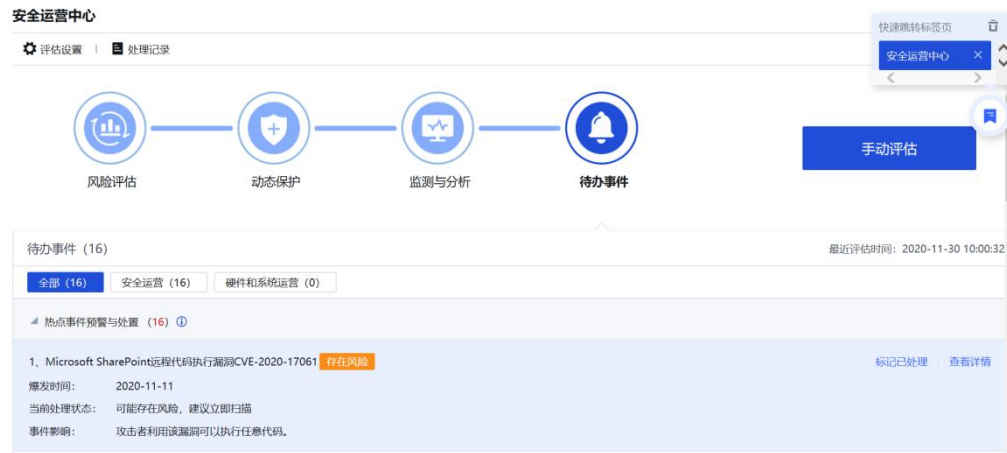 安全运营中心
快速跳转标签页
评估设置 | 处理记录
安全运营中心 ×
风险评估 动态保护 监测与分析 待办事件
手动评估
待办事件（16） 最近评估时间：2020-11-30 10:00:32
全部（16） 安全运营（16） 硬件和系统运营（0）
热点事件预警与处置 （16）
1、Microsoft SharePoint远程代码执行漏洞CVE-2020-17061 存在风险 标记已处理 查看详情
爆发时间： 2020-11-11
当前处理状态： 可能存在风险，建议立即扫描
事件影响： 攻击者利用该漏洞可以执行任意代码。